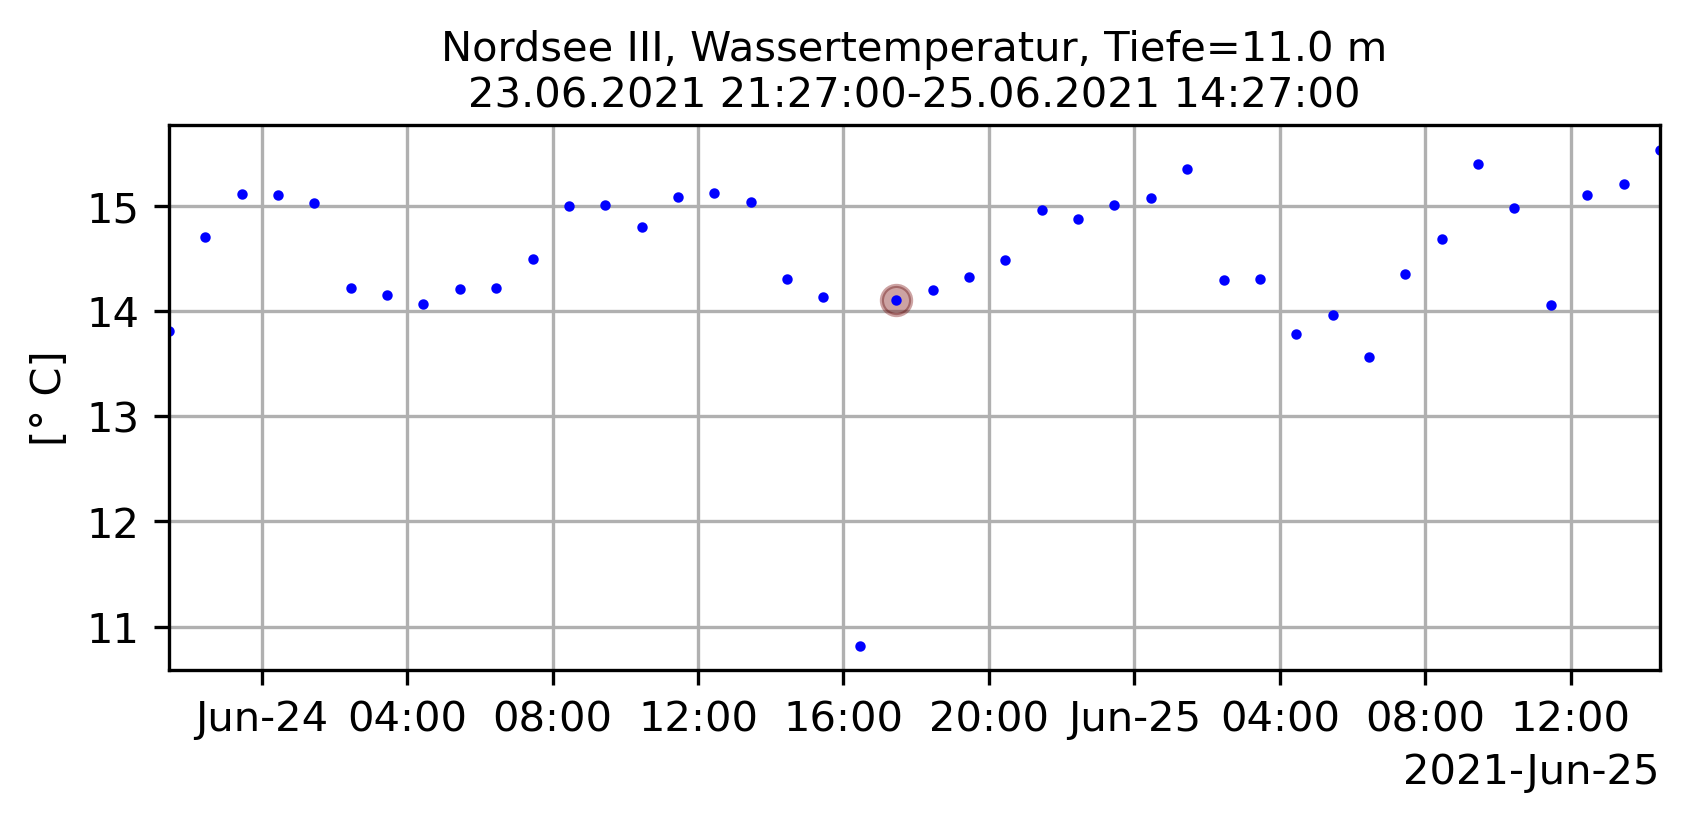 Nordsee III, Wassertemperatur, Tiefe=11.0 m
23.06.2021 21:27:00-25.06.2021 14:27:00
[° C]
15
14
13
12
11
Jun-24 04:00 08:00 12:00 16:00 20:00 Jun-25 04:00 08:00 12:00
2021-Jun-25